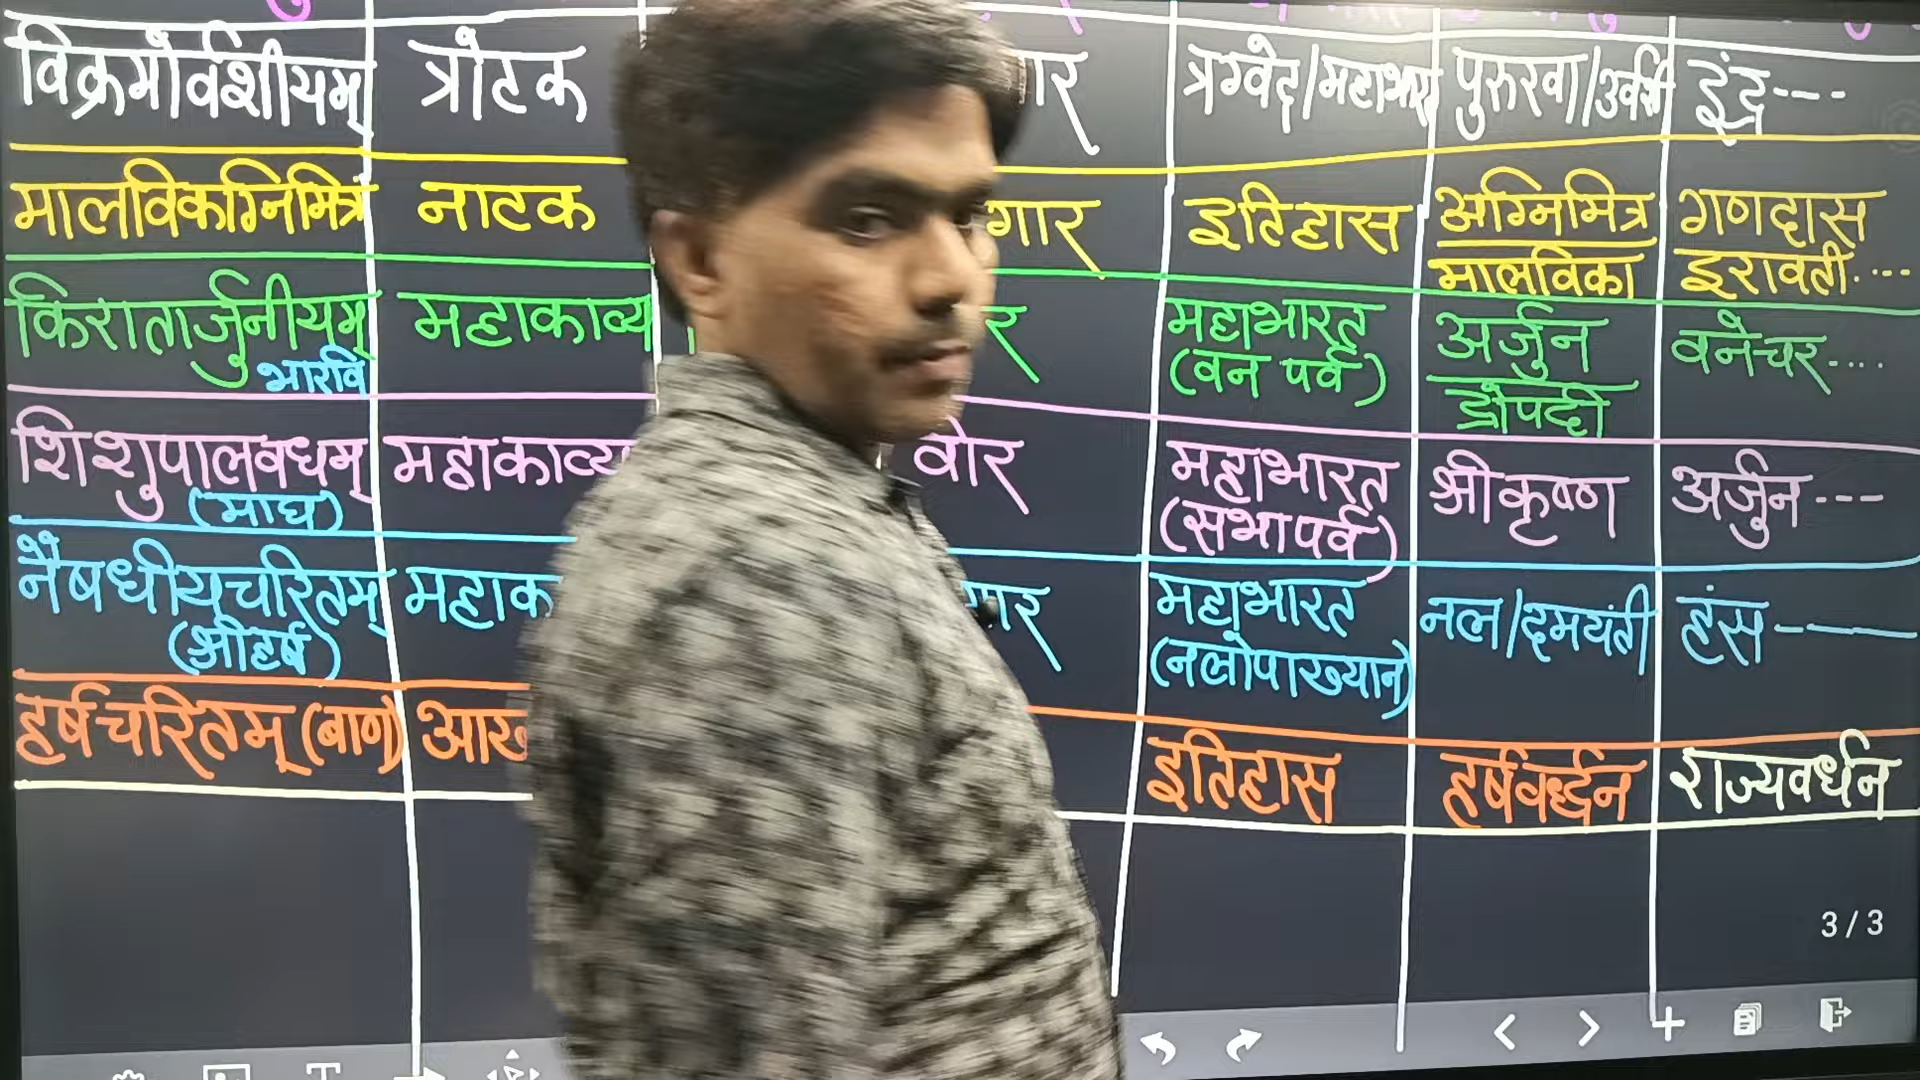 विक्रमोर्वशीयम् त्रोटक ार त्रग्वेद/महाभार पुरुरवा/उर्वशी इंद्र---
मालविकाग्निमित्र नाटक गार इतिहास अग्निमित्र गणदास
मालविका इरावती....
किरातार्जुनीयम् महाकाव्य र महाभारत अर्जुन वनेचर....
भारवि (वन पर्व) द्रौपदी
शिशुपालवधम् महाकाव्य वीर महाभारत श्रीकृष्ण अर्जुन---
(माघ) (सभापर्व)
नैषधीयचरितम् महाक ार महाभारत नल/दमयंती हंस---
(श्रीहर्ष) (नलोपाख्यान)
हर्षचरितम् (बाण) आख इतिहास हर्षवर्द्धन राज्यवर्धन
3/3